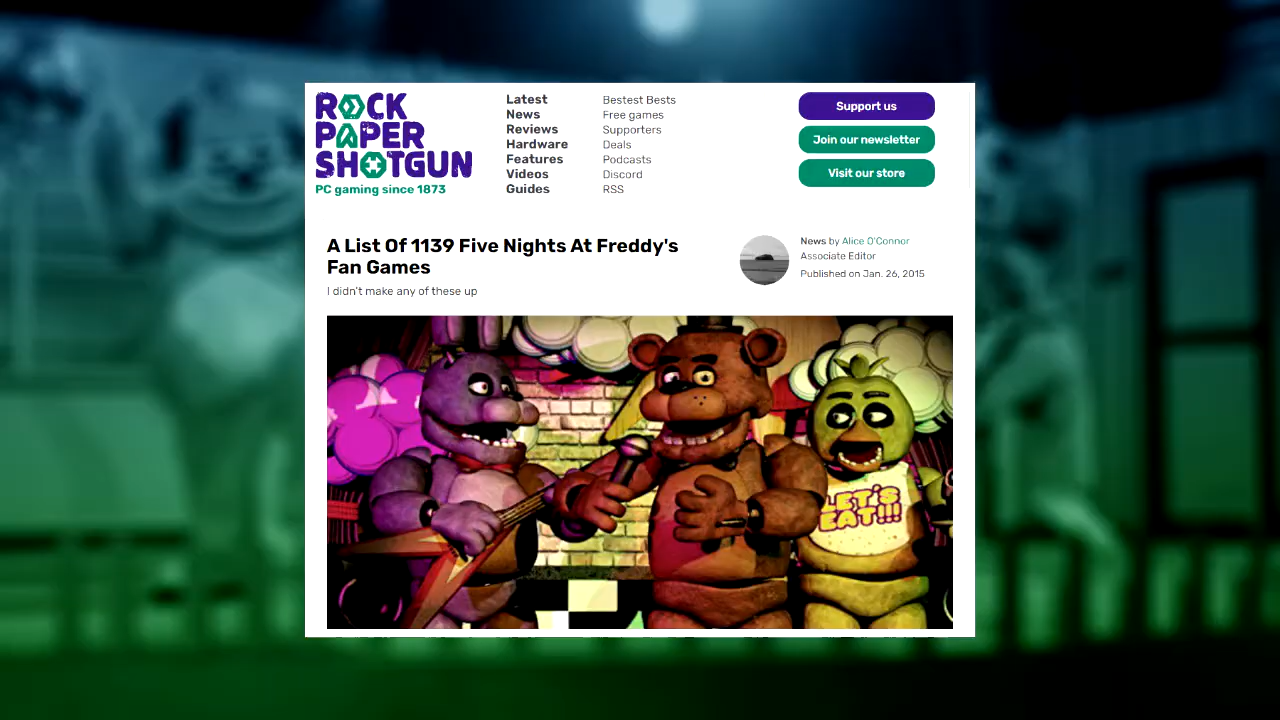 ROCK
PAPER
SHOTGUN
PC gaming since 1873
Latest
News
Reviews
Hardware
Features
Videos
Guides
Bestest Bests
Free games
Supporters
Deals
Podcasts
Discord
RSS
Support us
Join our newsletter
Visit our store
A List Of 1139 Five Nights At Freddy's
Fan Games
I didn't make any of these up
News by Alice O'Connor
Associate Editor
Published on Jan. 26, 2015
LET'S
EAT!!!